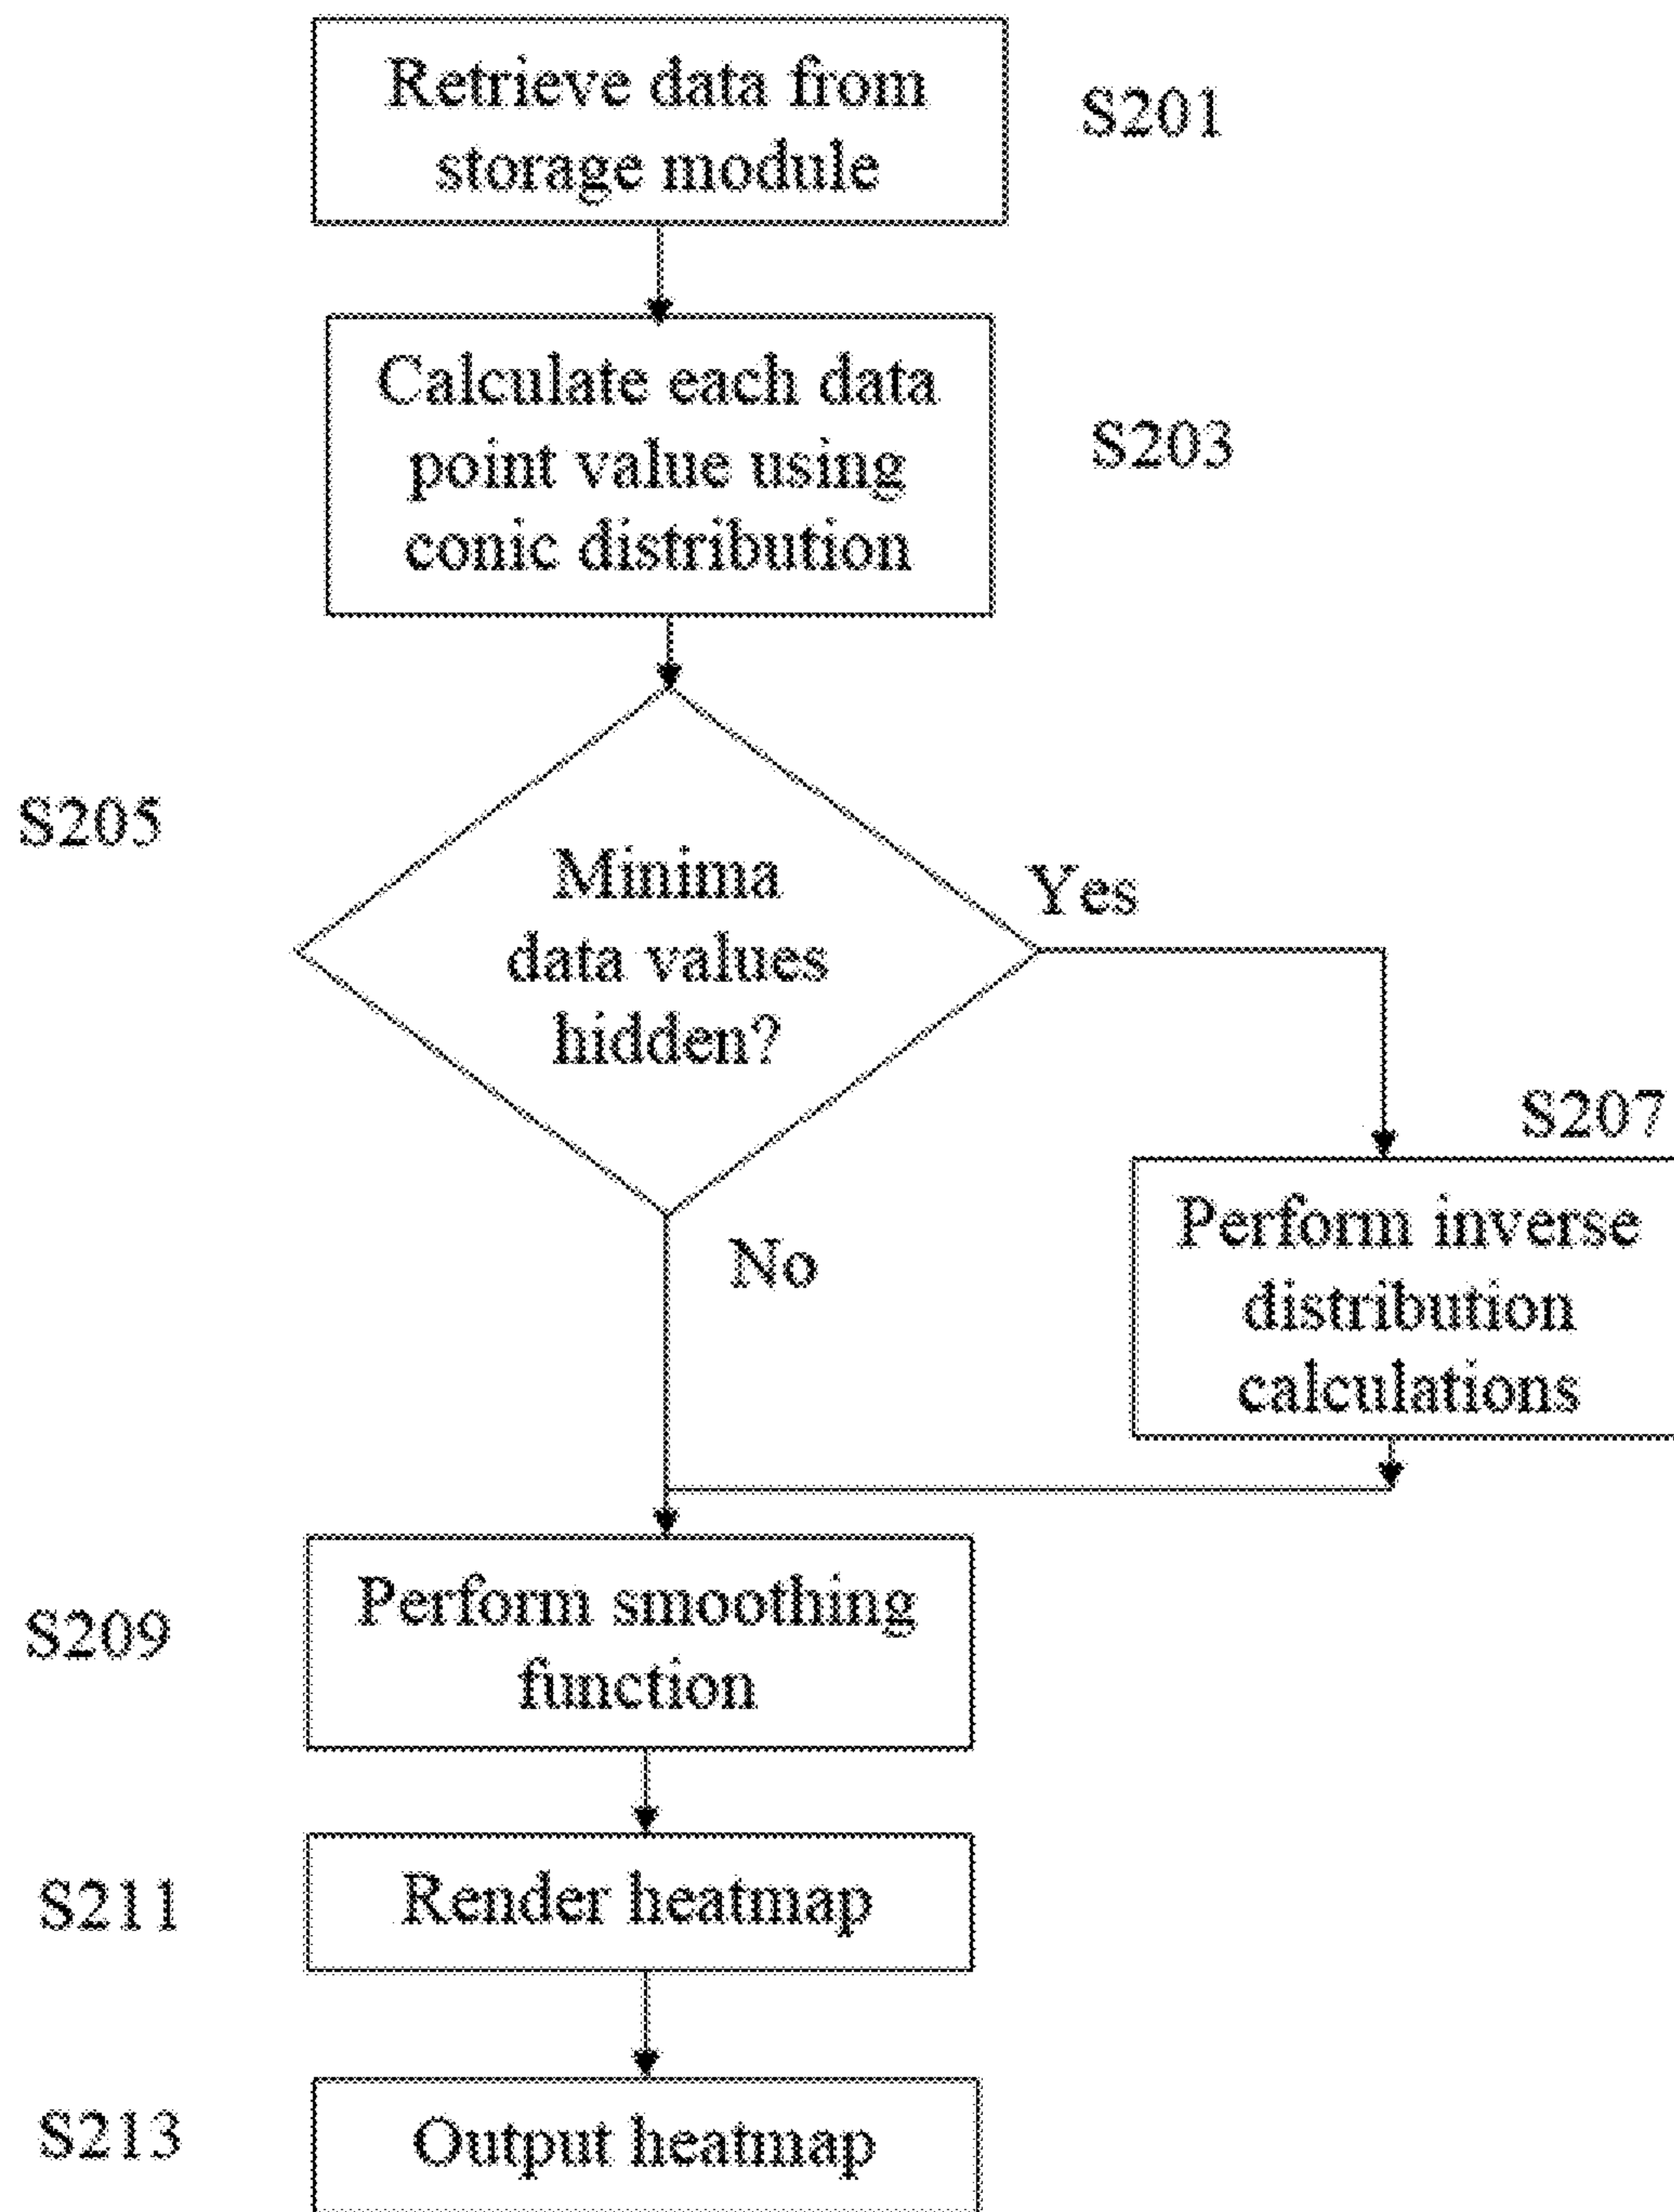 Retrieve data from
storage module
S201
Calculate each data
point value using
conic distribution
S203
S205
Minima
data values
hidden?
Yes
No
S207
Perform inverse
distribution
calculations
S209
Perform smoothing
function
S211
Render heatmap
S213
Output heatmap